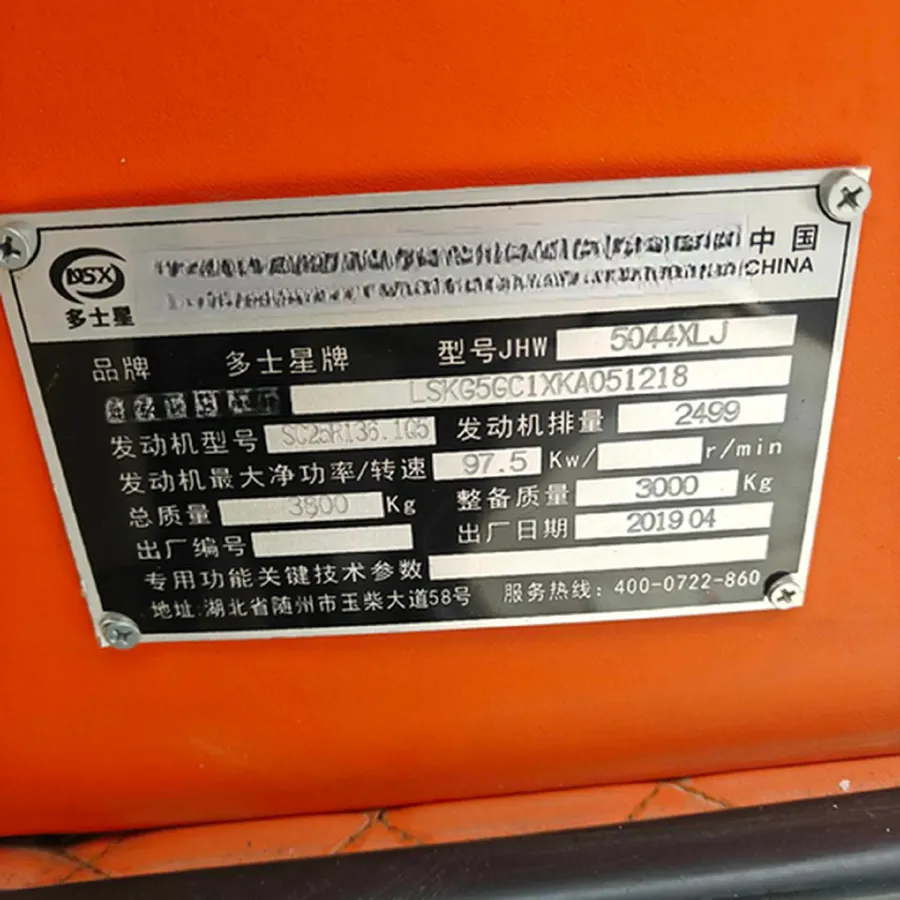 DSX
多士星
中国
CHINA
品牌 多士星牌 型号JHW 5044XLJ
LSKG5GC1XKA051218
发动机型号 SC25R136.1Q5 发动机排量 2499
发动机最大净功率/转速 97.5 Kw/ r/min
总质量 3800 Kg 整备质量 3000 Kg
出厂编号 出厂日期 2019 04
专用功能关键技术参数
地址:湖北省随州市玉柴大道58号 服务热线:400-0722-860